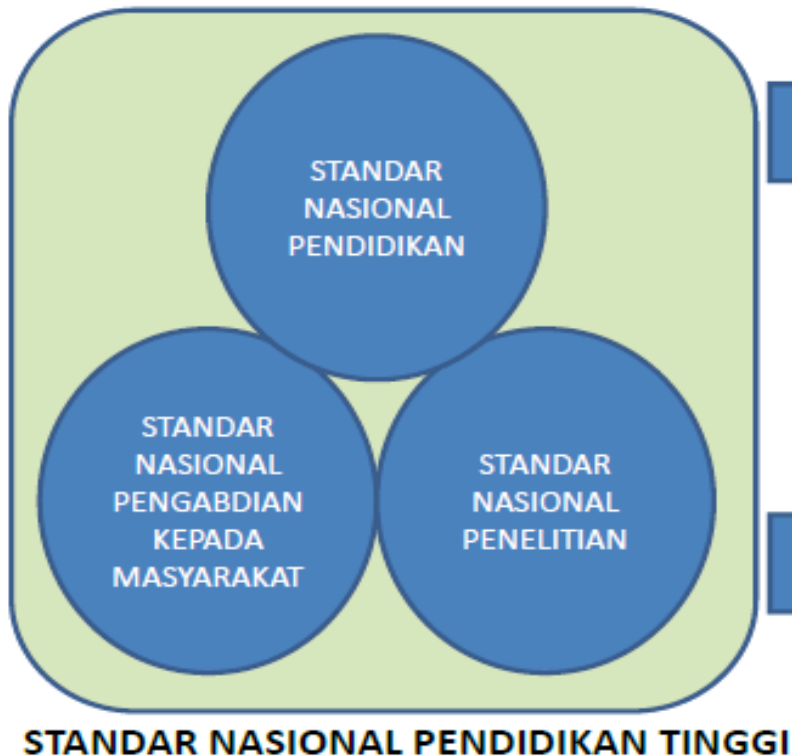 STANDAR
NASIONAL
PENDIDIKAN
STANDAR
NASIONAL
PENGABDIAN
KEPADA
MASYARAKAT
STANDAR
NASIONAL
PENELITIAN
STANDAR NASIONAL PENDIDIKAN TINGGI